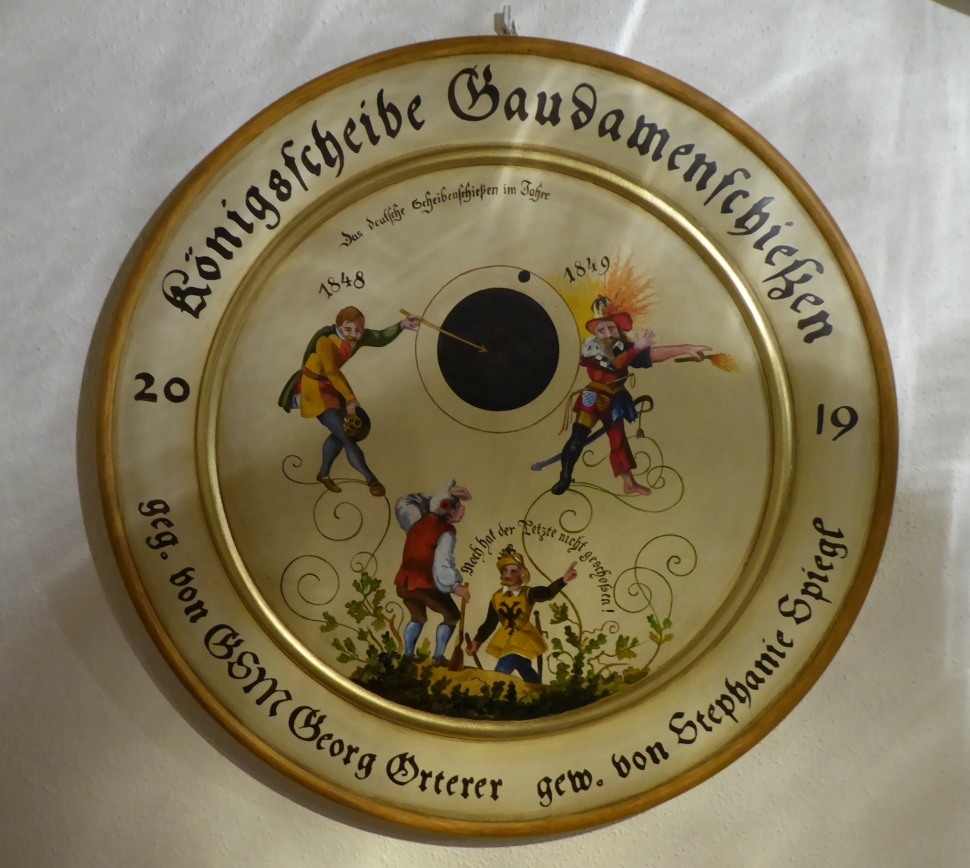 Königsscheibe Gaudamenschießen
Das deutsche Scheibenschießen im Jahre
1848
1849
20
19
Noch hat der Letzte nicht geschoßen!
geg. von GSM Georg Orterer
gew. von Stephanie Spiegl